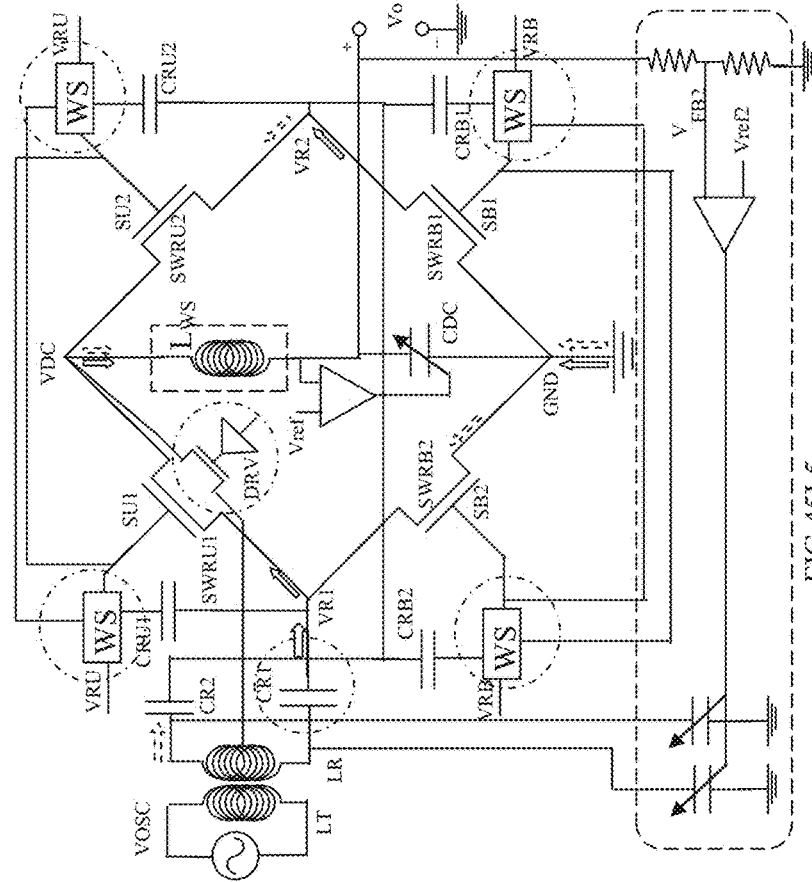 VRU
WS
CRU2
Vo
+
−
VRB
WS
CRB1
V FB2
Vref2
SU2
SWRU2
VR2
SWRB1
SB1
VDC
LWS
CDC
GND
Vref
DRV
SU1
SWRU1
SWRB2
SB2
WS
VRU
CRU1
VR1
CRB2
WS
VRB
CR2
CR1
LR
VOSC
LT